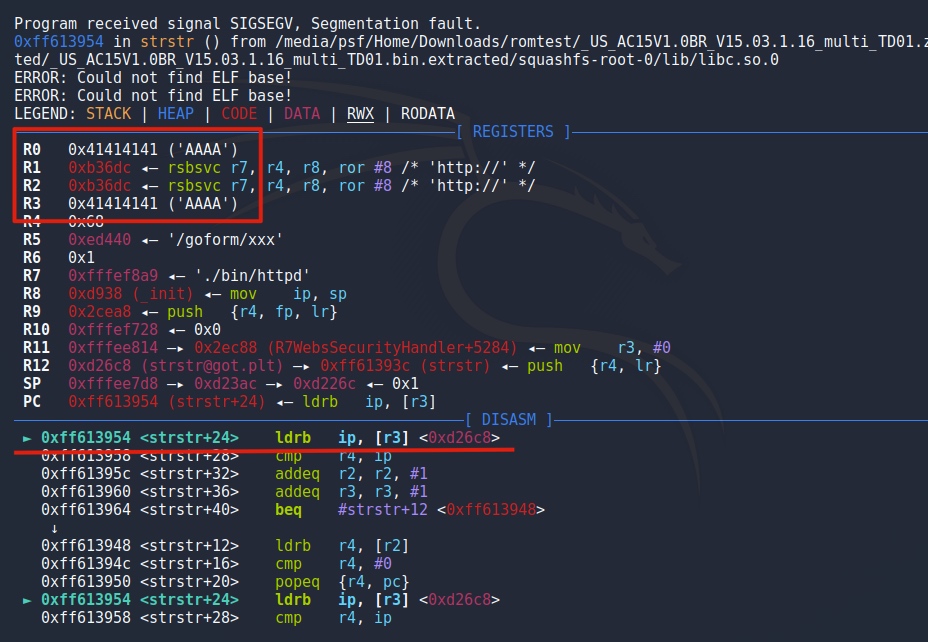 Program received signal SIGSEGV, Segmentation fault.
0xff613954 in strstr () from /media/psf/Home/Downloads/romtest/_US_AC15V1.0BR_V15.03.1.16_multi_TD01.z
ted/_US_AC15V1.0BR_V15.03.1.16_multi_TD01.bin.extracted/squashfs-root-0/lib/libc.so.0
ERROR: Could not find ELF base!
ERROR: Could not find ELF base!
LEGEND: STACK | HEAP | CODE | DATA | RWX | RODATA
[ REGISTERS ]
R0 0x41414141 ('AAAA')
R1 0xb36dc ◂— rsbsvc r7, r4, r8, ror #8 /* 'http://' */
R2 0xb36dc ◂— rsbsvc r7, r4, r8, ror #8 /* 'http://' */
R3 0x41414141 ('AAAA')
R4 0x68
R5 0xed440 ◂— '/goform/xxx'
R6 0x1
R7 0xfffef8a9 ◂— './bin/httpd'
R8 0xd938 (_init) ◂— mov ip, sp
R9 0x2cea8 ◂— push {r4, fp, lr}
R10 0xfffef728 ◂— 0x0
R11 0xfffee814 —▸ 0x2ec88 (R7WebsSecurityHandler+5284) ◂— mov r3, #0
R12 0xd26c8 (strstr@got.plt) —▸ 0xff61393c (strstr) ◂— push {r4, lr}
SP 0xfffee7d8 —▸ 0xd23ac —▸ 0xd226c ◂— 0x1
PC 0xff613954 (strstr+24) ◂— ldrb ip, [r3]
[ DISASM ]
► 0xff613954 <strstr+24> ldrb ip, [r3] <0xd26c8>
0xff613958 <strstr+28> cmp r4, ip
0xff61395c <strstr+32> addeq r2, r2, #1
0xff613960 <strstr+36> addeq r3, r3, #1
0xff613964 <strstr+40> beq #strstr+12 <0xff613948>
↓
0xff613948 <strstr+12> ldrb r4, [r2]
0xff61394c <strstr+16> cmp r4, #0
0xff613950 <strstr+20> popeq {r4, pc}
► 0xff613954 <strstr+24> ldrb ip, [r3] <0xd26c8>
0xff613958 <strstr+28> cmp r4, ip